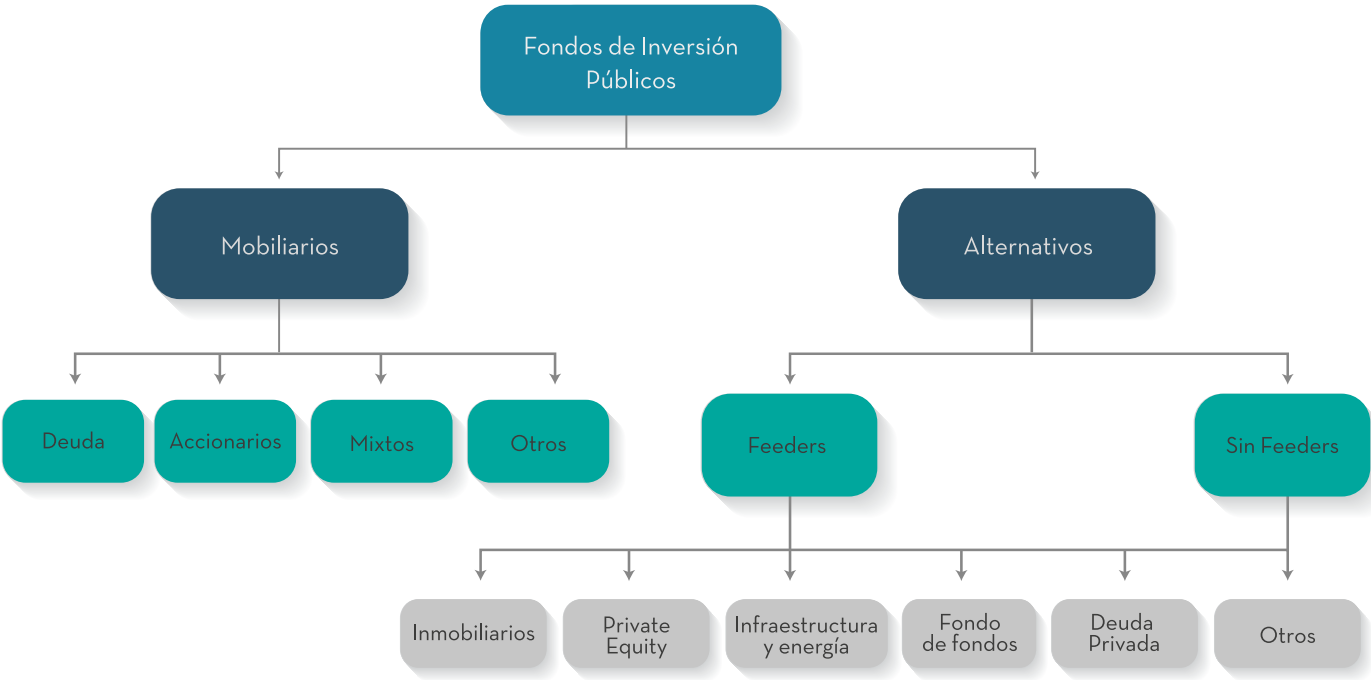 Fondos de Inversión
Públicos
Mobiliarios
Alternativos
Deuda
Accionarios
Mixtos
Otros
Feeders
Sin Feeders
Inmobiliarios
Private
Equity
Infraestructura
y energía
Fondo
de fondos
Deuda
Privada
Otros